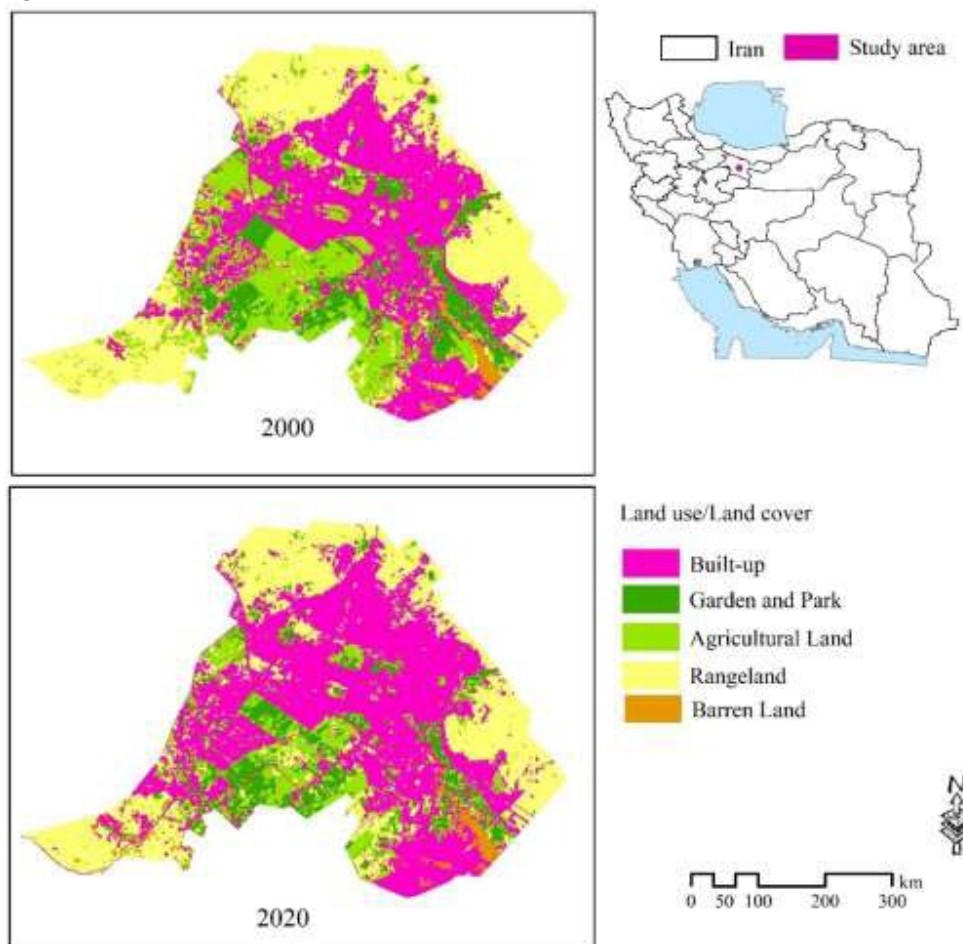 Iran
Study area
2000
Land use/Land cover
Built-up
Garden and Park
Agricultural Land
Rangeland
Barren Land
N
km
0 50 100 200 300
2020